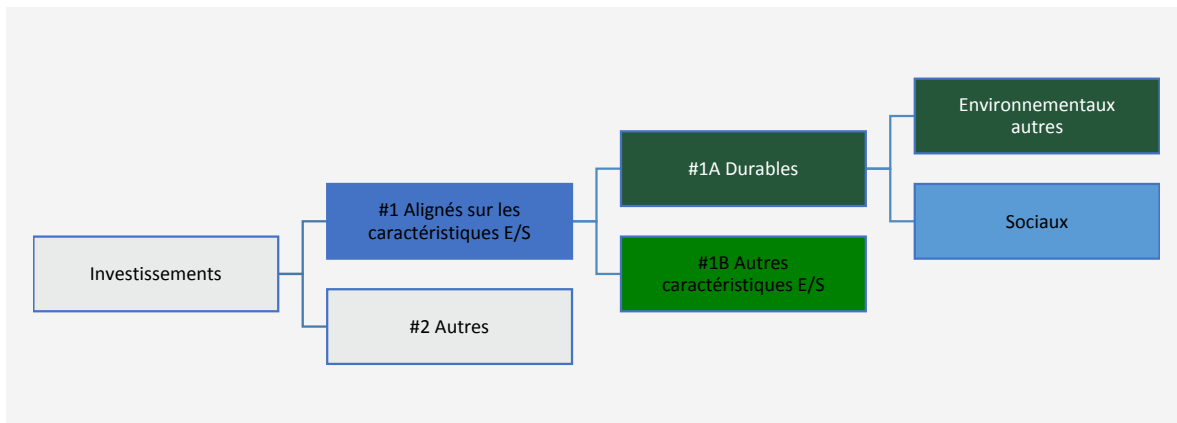 Investissements
#1 Alignés sur les
caractéristiques E/S
#2 Autres
#1A Durables
#1B Autres
caractéristiques E/S
Environnementaux
autres
Sociaux